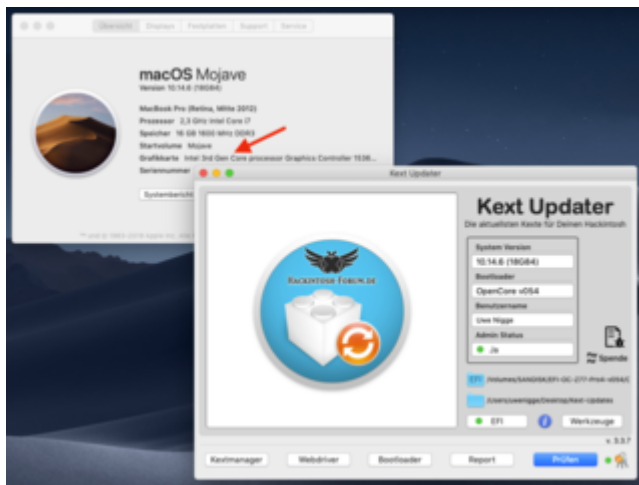 Übersicht Displays Festplatten Support Service
macOS Mojave
Version 10.14.6 (18G84)
MacBook Pro (Retina, Mitte 2012)
Prozessor 2,3 GHz Intel Core i7
Speicher 16 GB 1600 MHz DDR3
Startvolume Mojave
Grafikkarte Intel 3rd Gen Core processor Graphics Controller 1536...
Seriennummer
Systembericht
Kext Updater
Kext Updater
Die aktuellsten Kexte für Deinen Hackintosh
HACKINTOSH-FORUM.DE
System Version
10.14.6 (18G84)
Bootloader
OpenCore v054
Benutzername
Uwe Nigge
Admin Status
Ja
Spende
EFI
EFI
Werkzeuge
v. 3.3.7
Kextmanager Webdriver Bootloader Report Prüfen